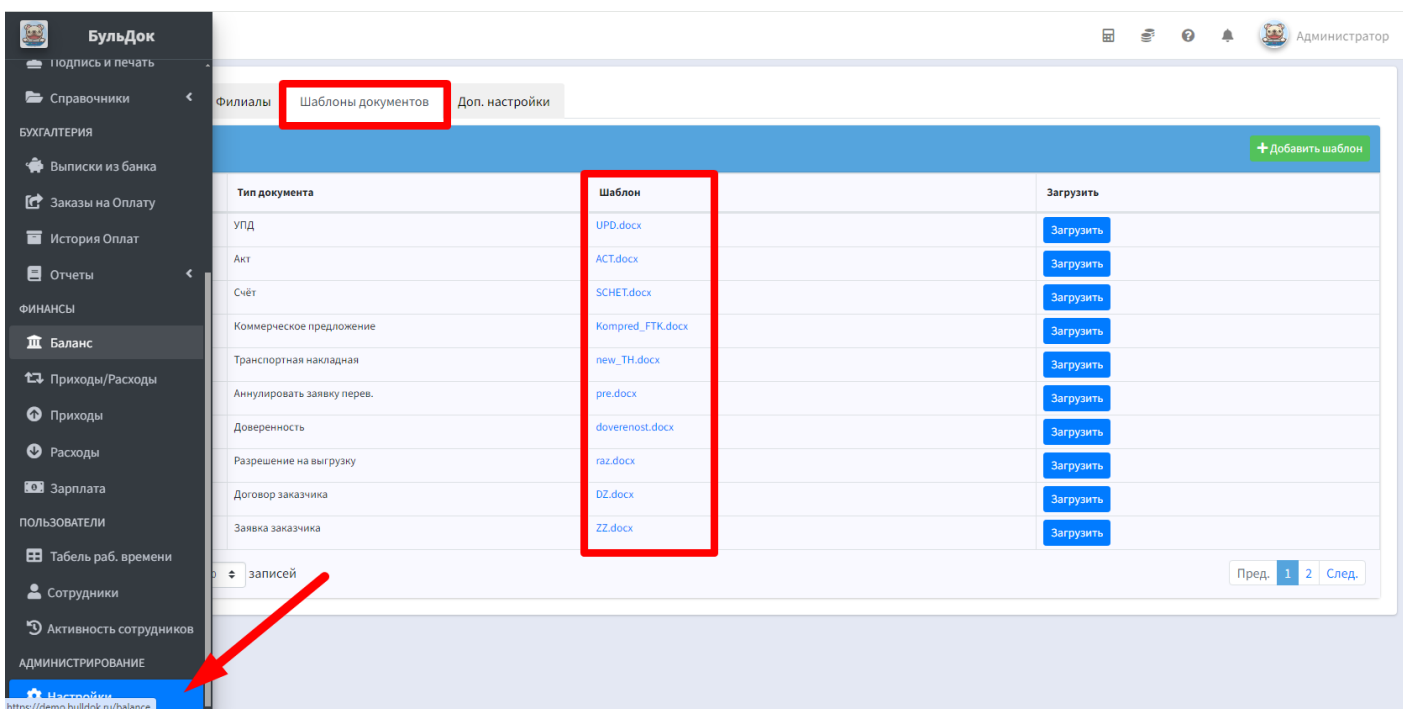 БульДок
Администратор
Подпись и печать
Справочники
Филиалы
Шаблоны документов
Доп. настройки
БУХГАЛТЕРИЯ
Добавить шаблон
Выписки из банка
Тип документа
Шаблон
Загрузить
Заказы на Оплату
УПД
UPD.docx
Загрузить
История Оплат
Акт
ACT.docx
Загрузить
Отчеты
Счёт
SCHET.docx
Загрузить
ФИНАНСЫ
Коммерческое предложение
Kompred_FTK.docx
Загрузить
Баланс
Транспортная накладная
new_TH.docx
Загрузить
Приходы/Расходы
Аннулировать заявку перев.
pre.docx
Загрузить
Приходы
Доверенность
doverenost.docx
Загрузить
Расходы
Разрешение на выгрузку
raz.docx
Загрузить
Зарплата
Договор заказчика
DZ.docx
Загрузить
ПОЛЬЗОВАТЕЛИ
Заявка заказчика
ZZ.docx
Загрузить
Табель раб. времени
записей
Пред. 1 2 След.
Сотрудники
Активность сотрудников
АДМИНИСТРИРОВАНИЕ
Настройки
https://demo.bulldok.ru/balance